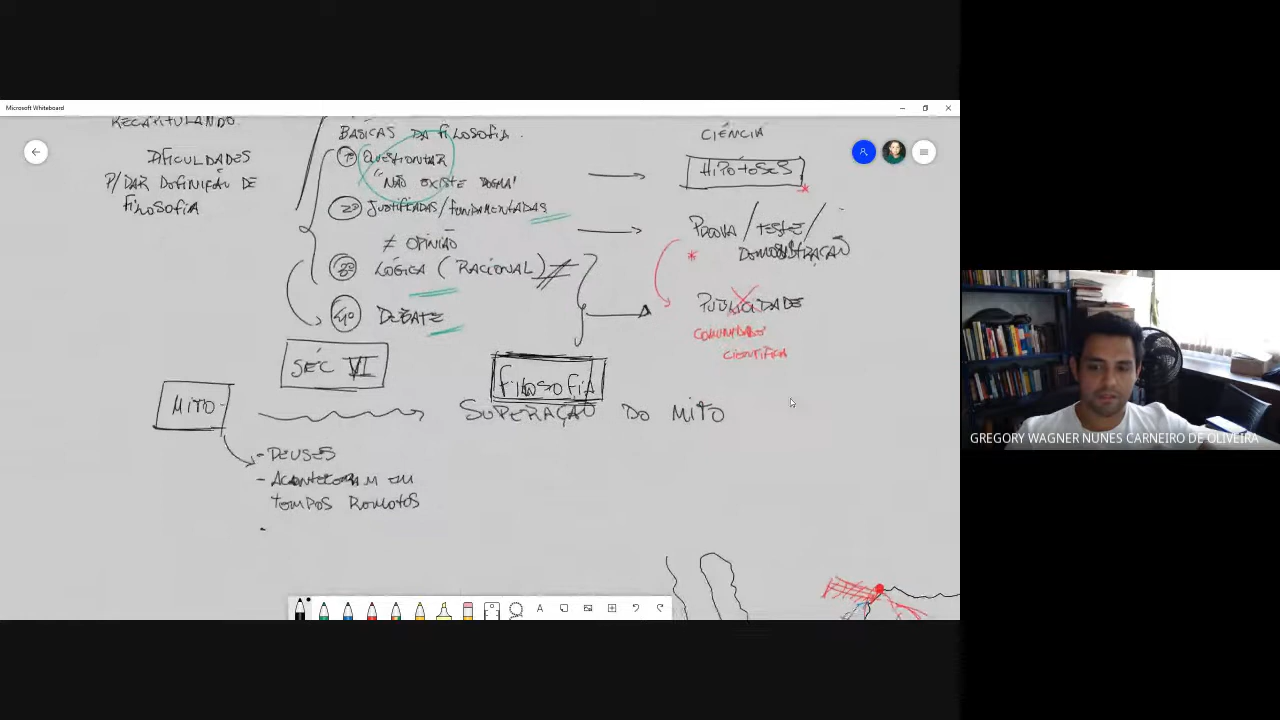 Microsoft Whiteboard
RECAPITULANDO
DIFICULDADES
P/DAR DEFINIÇÃO DE
FILOSOFIA
BÁSICAS DA FILOSOFIA.
1º QUESTIONAR
"NÃO EXISTE DOGMA!
2º JUSTIFICADAS/FUNDAMENTADAS
≠ OPINIÃO
3º LÓGICA (RACIONAL)
4º DEBATE
CIÊNCIA
HIPÓTESES
*
PROVA/TESTE/
DEMONSTRAÇÃO
*
PUBLICIDADE
COMUNIDADE
CIENTÍFICA
SÉC VI
FILOSOFIA
MITO
SUPERAÇÃO DO MITO
- DEUSES
- ACONTECERAM EM
TEMPOS REMOTOS
A
GREGORY WAGNER NUNES CARNEIRO DE OLIVEIRA